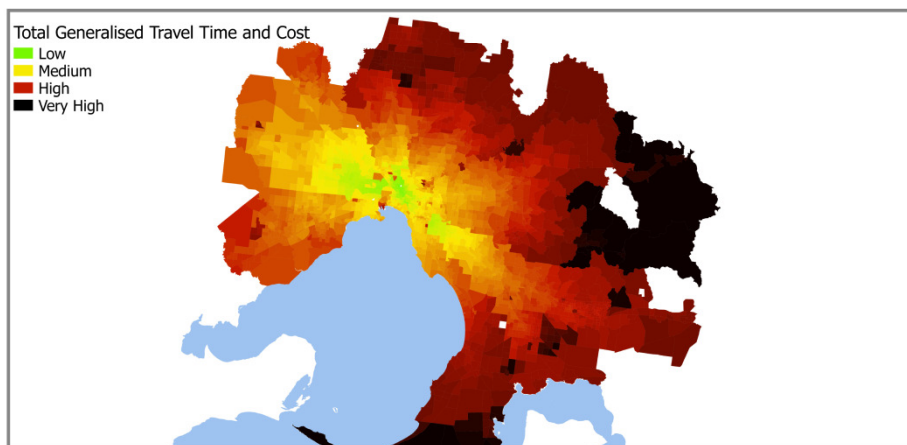 Total Generalised Travel Time and Cost
Low
Medium
High
Very High